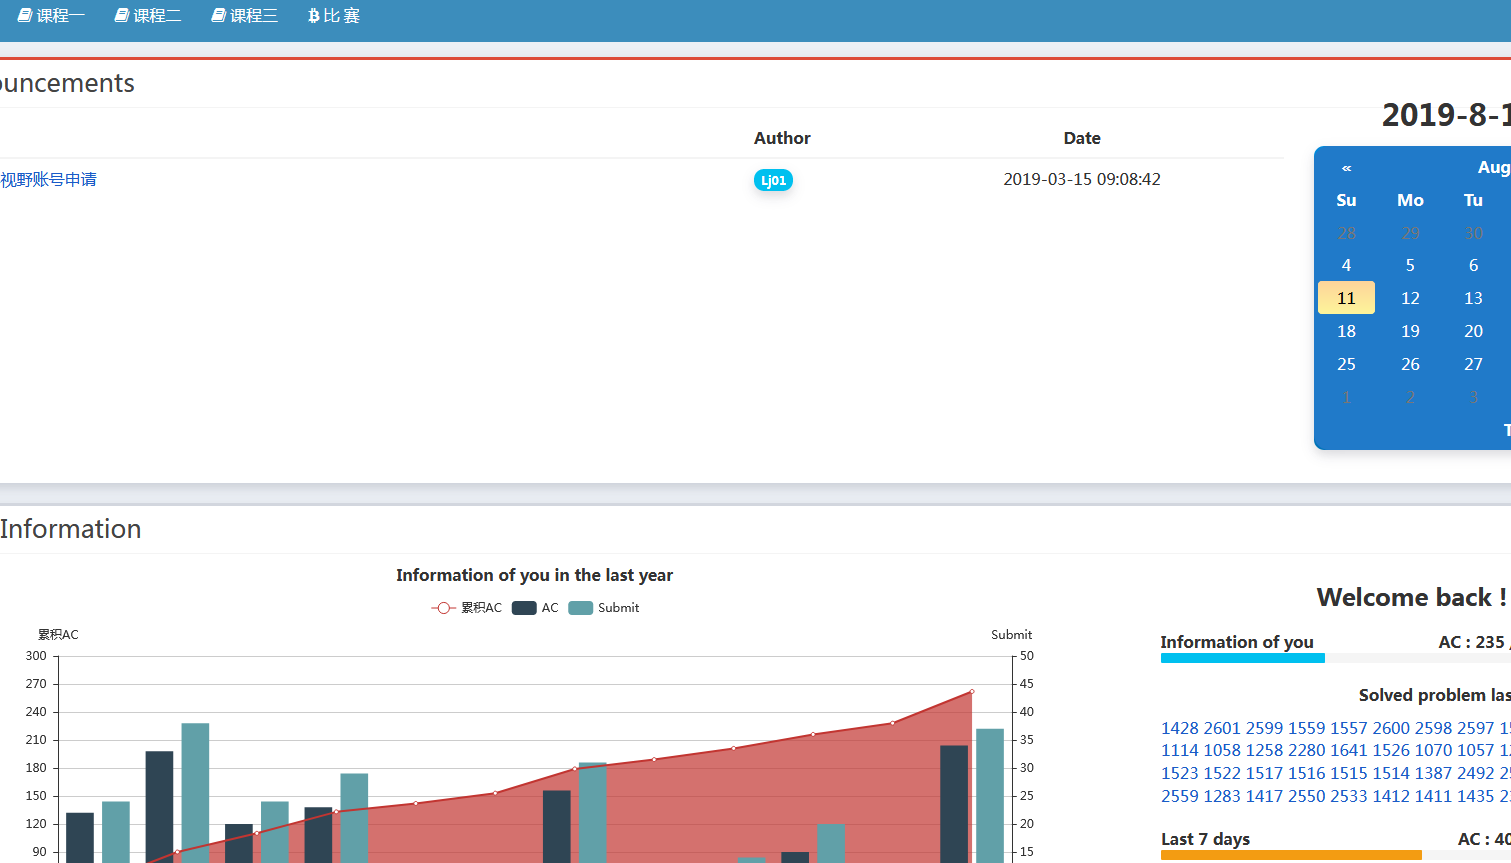 课程一 课程二 课程三 比 赛
ouncements
2019-8-1
Author Date
视野账号申请 Lj01 2019-03-15 09:08:42
« Aug
Su Mo Tu
28 29 30
4 5 6
11 12 13
18 19 20
25 26 27
1 2 3
T
Information
Information of you in the last year
累积AC AC Submit
累积AC Submit
300 50
270 45
240 40
210 35
180 30
150 25
120 20
90 15
Welcome back !
Information of you AC : 235 /
Solved problem las
1428 2601 2599 1559 1557 2600 2598 2597
1114 1058 1258 2280 1641 1526 1070 1057
1523 1522 1517 1516 1515 1514 1387 2492
2559 1283 1417 2550 2533 1412 1411 1435
Last 7 days AC : 40